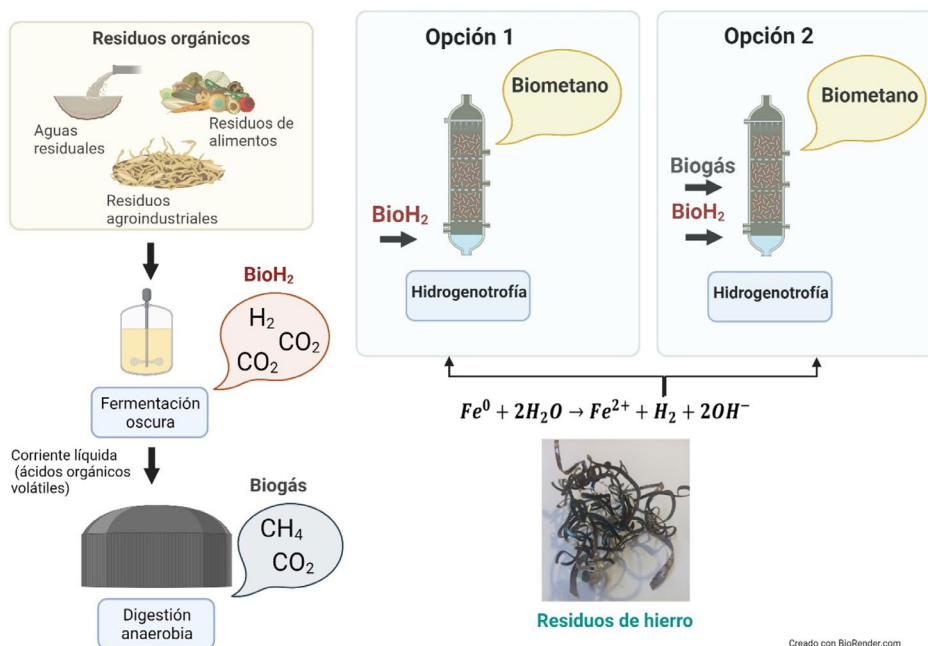 Residuos orgánicos
Aguas
residuales
Residuos de
alimentos
Residuos
agroindustriales
BioH₂
H₂
CO₂
CO₂
Fermentación
oscura
Corriente líquida
(ácidos orgánicos
volátiles)
Biogás
CH₄
CO₂
Digestión
anaerobia
Opción 1
Biometano
BioH₂
Hidrogenotrofía
Opción 2
Biometano
Biogás
BioH₂
Hidrogenotrofía
Fe⁰ + 2H₂O → Fe²⁺ + H₂ + 2OH⁻
Residuos de hierro
Creado con BioRender.com